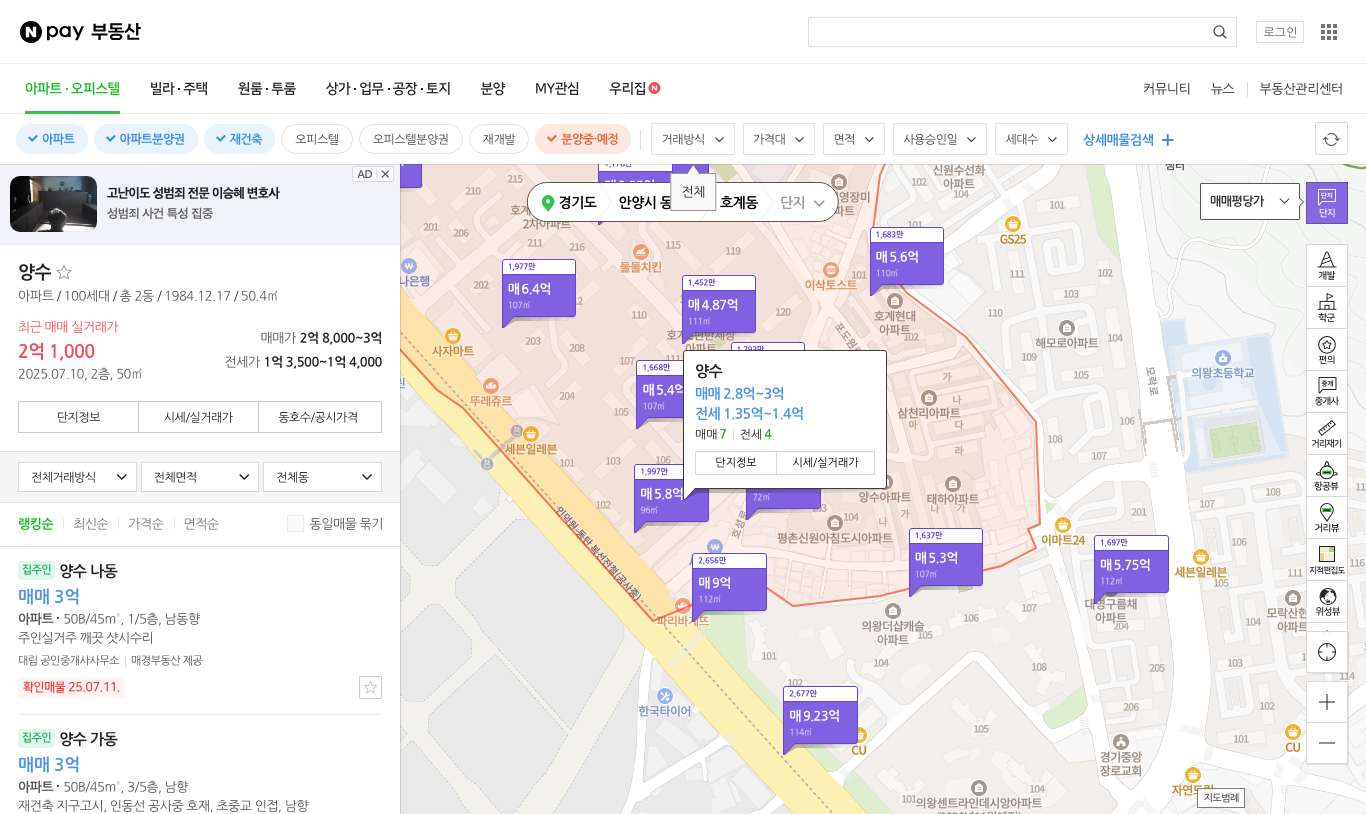 N pay 부동산
로그인
아파트·오피스텔 빌라·주택 원룸·투룸 상가·업무·공장·토지 분양 MY관심 우리집 N
커뮤니티 뉴스 부동산관리센터
아파트 아파트분양권 재건축 오피스텔 오피스텔분양권 재개발 분양중·예정 거래방식 가격대 면적 사용승인일 세대수 상세매물검색
고난이도 성범죄 전문 이승혜 변호사
성범죄 사건 특성 집중
AD
양수
아파트 / 100세대 / 총 2동 / 1984.12.17 / 50.4㎡
최근 매매 실거래가
2억 1,000
2025.07.10, 2층, 50㎡
매매가 2억 8,000~3억
전세가 1억 3,500~1억 4,000
단지정보 시세/실거래가 동호수/공시가격
전체거래방식 전체면적 전체동
랭킹순 최신순 가격순 면적순 동일매물 묶기
집주인 양수 나동
매매 3억
아파트 · 50B/45㎡, 1/5층, 남동향
주인실거주 깨끗 샷시수리
대림 공인중개사사무소 매경부동산 제공
확인매물 25.07.11.
집주인 양수 가동
매매 3억
아파트 · 50B/45㎡, 3/5층, 남향
재건축 지구고시, 인동선 공사중 호재, 초중교 인접, 남향
경기도 안양시 동 호계동 단지
전체
매매평당가
단지
단지
개발
학군
편의
중개
중개사
거리재기
항공뷰
거리뷰
지적편집도
위성뷰
지도범례
신원수선화
아파트
GS25
1,683만
매 5.6억
110㎡
1,977만
매 6.4억
107㎡
둘둘치킨
이삭토스트
1,452만
매 4.87억
111㎡
호계현대
아파트
나은행
사자마트
해모로아파트
의왕초등학교
모락로
뚜레쥬르
1,668만
매 5.4억
107㎡
양수
매매 2.8억~3억
전세 1.35억~1.4억
매매 7 전세 4
단지정보 시세/실거래가
삼천리아파트
세븐일레븐
1,997만
매 5.8억
96㎡
72㎡
양수아파트
태하아파트
평촌신원아침도시아파트
인덕원-동탄 복선전철(공사중)
1,637만
매 5.3억
107㎡
이마트24
1,697만
매 5.75억
112㎡
세븐일레븐
2,656만
매 9억
112㎡
파리바게뜨
의왕더샵캐슬
아파트
대명구름채
아파트
모락산현
아파트
한국타이어
2,677만
매 9.23억
114㎡
CU
경기중앙
장로교회
CU
의왕센트라인데시앙아파트